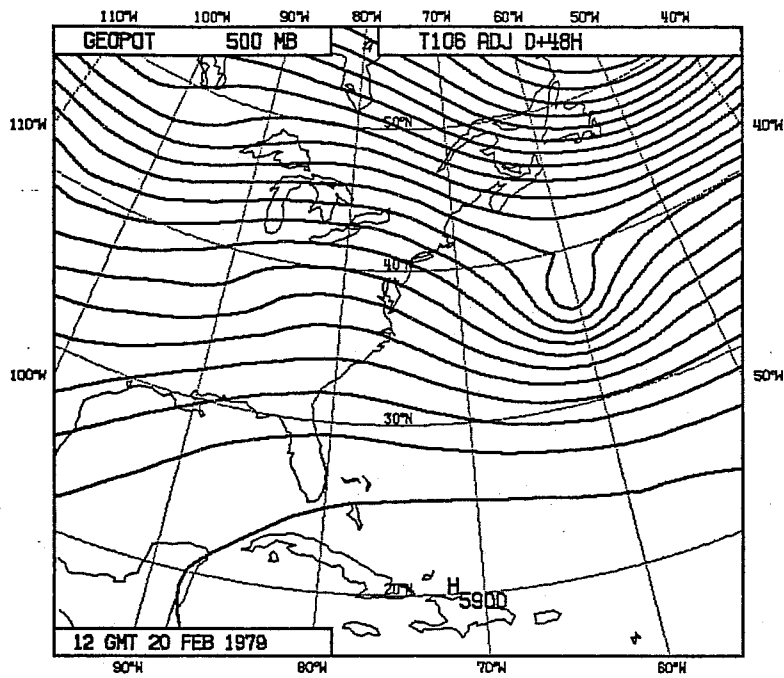 110°W 100°W 90°W 80°W 70°W 60°W 50°W 40°W
GEOPOT 500 MB T106 ADJ D+48H
110°W 50°N 40°W
40°N
100°W 50°W
30°N
20°N H 5900
12 GMT 20 FEB 1979
90°W 80°W 70°W 60°W